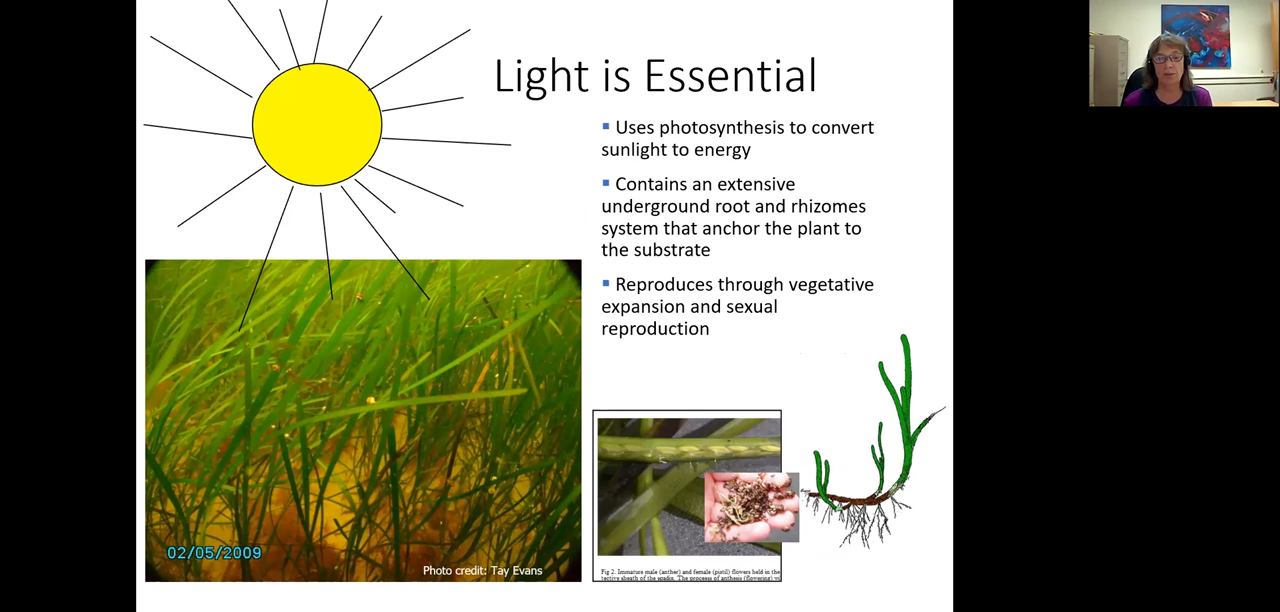 Light is Essential
▪ Uses photosynthesis to convert
sunlight to energy
▪ Contains an extensive
underground root and rhizomes
system that anchor the plant to
the substrate
▪ Reproduces through vegetative
expansion and sexual
reproduction
02/05/2009
Photo credit: Tay Evans
Fig 2. Immature male (anther) and female (pistil) flowers held in the
tective sheath of the spadix. The process of anthesis (flowering)